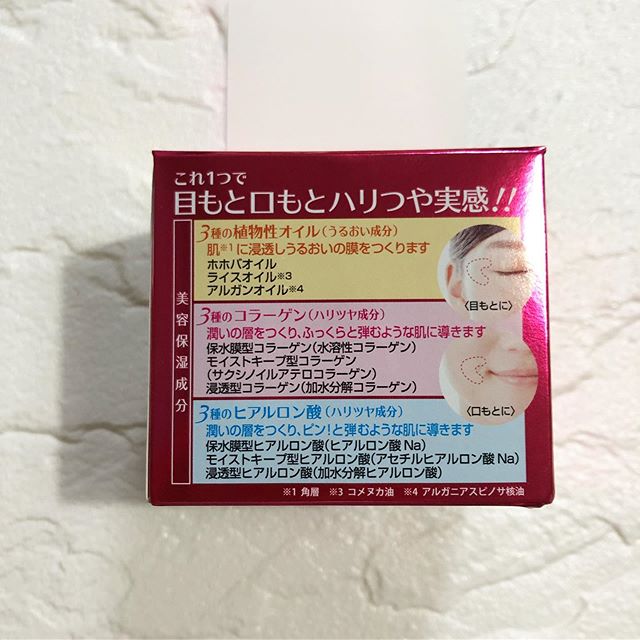 これ1つで
目もと口もとハリつや実感!!
美容保湿成分
3種の植物性オイル(うるおい成分)
肌※1に浸透しうるおいの膜をつくります
ホホバオイル
ライスオイル※3
アルガンオイル※4
〈目もとに〉
3種のコラーゲン(ハリツヤ成分)
潤いの層をつくり、ふっくらと弾むような肌に導きます
保水膜型コラーゲン(水溶性コラーゲン)
モイストキープ型コラーゲン
(サクシノイルアテロコラーゲン)
浸透型コラーゲン(加水分解コラーゲン)
〈口もとに〉
3種のヒアルロン酸(ハリツヤ成分)
潤いの層をつくり、ピン!と弾むような肌に導きます
保水膜型ヒアルロン酸(ヒアルロン酸Na)
モイストキープ型ヒアルロン酸(アセチルヒアルロン酸Na)
浸透型ヒアルロン酸(加水分解ヒアルロン酸)
※1 角層 ※3 コメヌカ油 ※4 アルガニアスピノサ核油